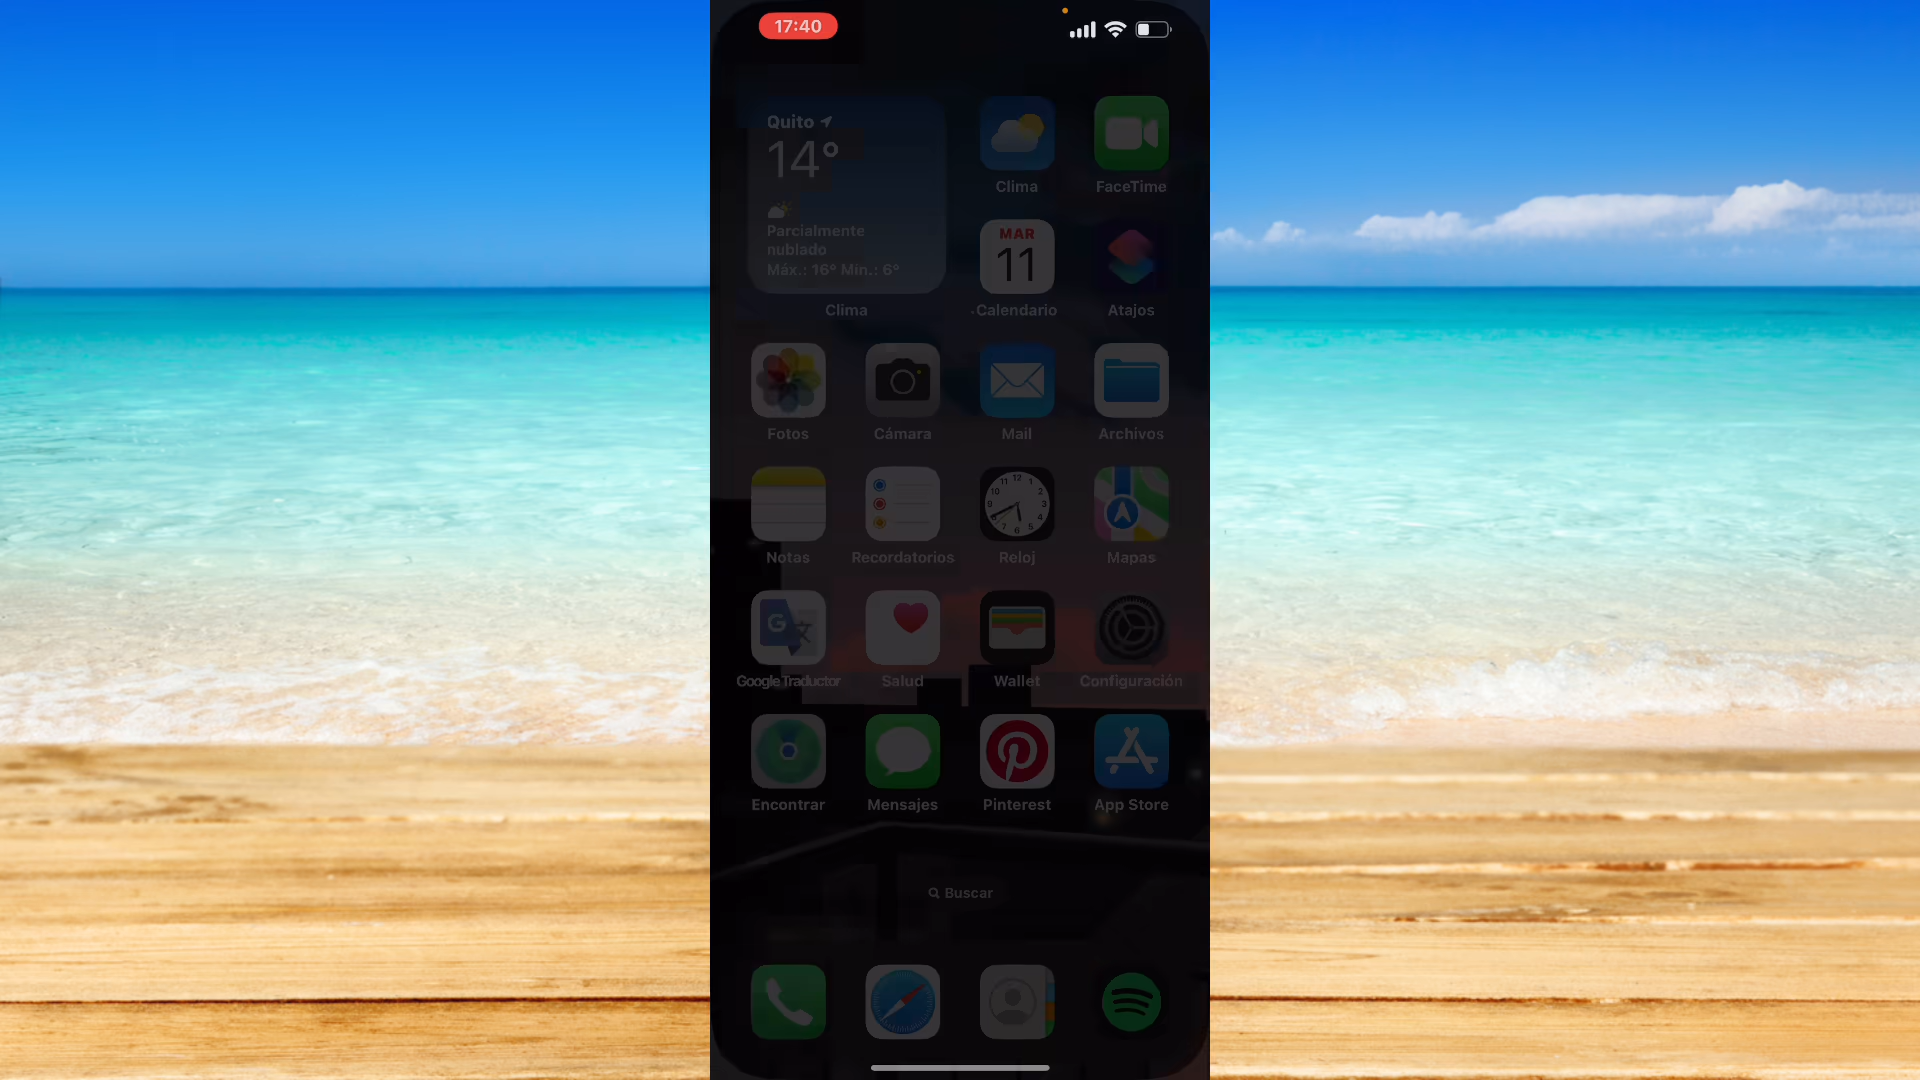 17:40
Quito
14°
Parcialmente
nublado
Máx.: 16° Mín.: 6°
Clima
Clima
FaceTime
MAR
11
Calendario
Atajos
Fotos
Cámara
Mail
Archivos
Notas
Recordatorios
Reloj
Mapas
Google Traductor
Salud
Wallet
Configuración
Encontrar
Mensajes
Pinterest
App Store
Buscar